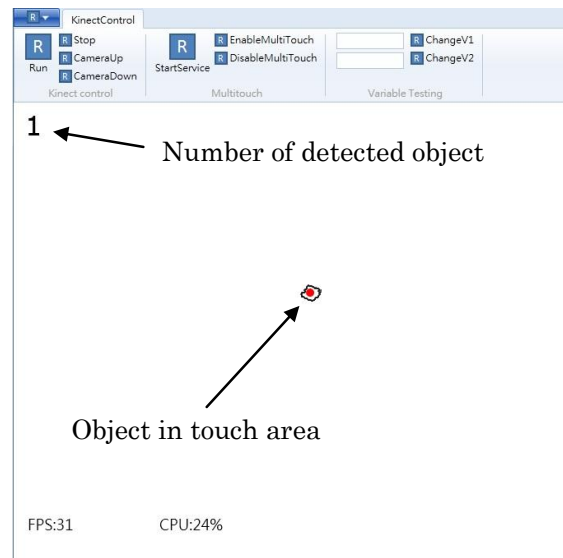 R
KinectControl
R Run
R Stop
R CameraUp
R CameraDown
Kinect control
R StartService
R EnableMultiTouch
R DisableMultiTouch
Multitouch
R ChangeV1
R ChangeV2
Variable Testing
1
Number of detected object
Object in touch area
FPS:31 CPU:24%